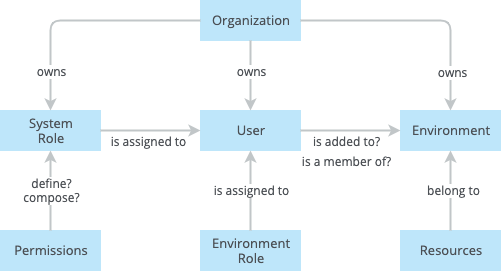 Organization
owns
owns
owns
System
Role
User
Environment
is assigned to
is added to?
is a member of?
define?
compose?
is assigned to
belong to
Permissions
Environment
Role
Resources